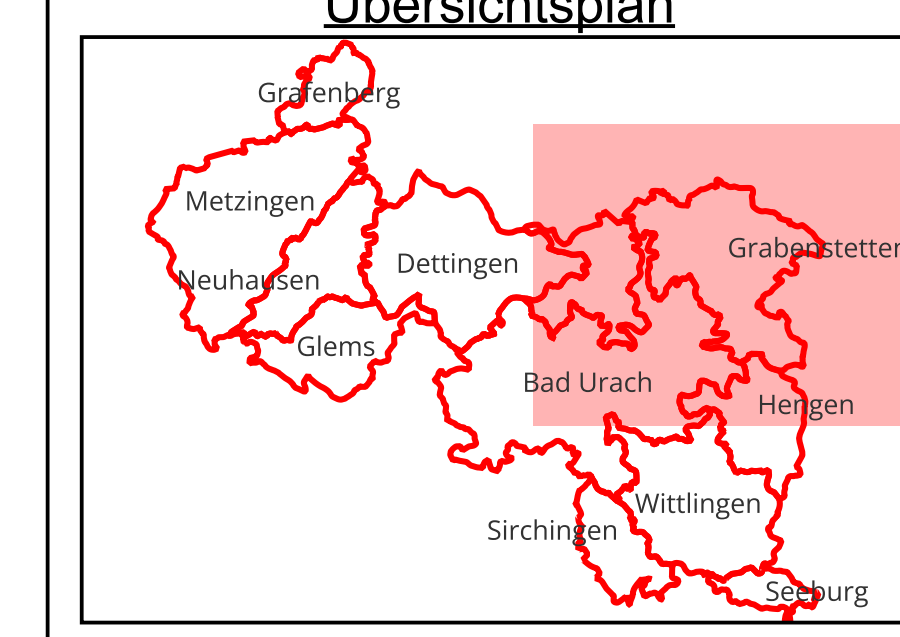 Übersichtsplan
Grafenberg
Metzingen
Grabenstetten
Dettingen
Neuhausen
Glems
Bad Urach
Hengen
Wittlingen
Sirchingen
Seeburg